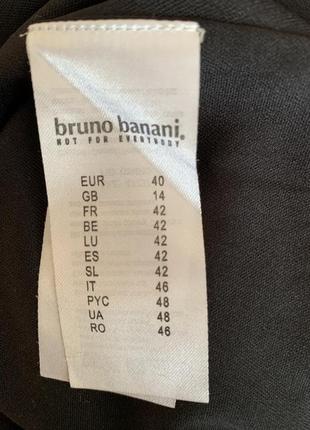 bruno banani.
NOT FOR EVERYBODY
EUR 40
GB 14
FR 42
BE 42
LU 42
ES 42
SL 42
IT 46
PYC 48
UA 48
RO 46